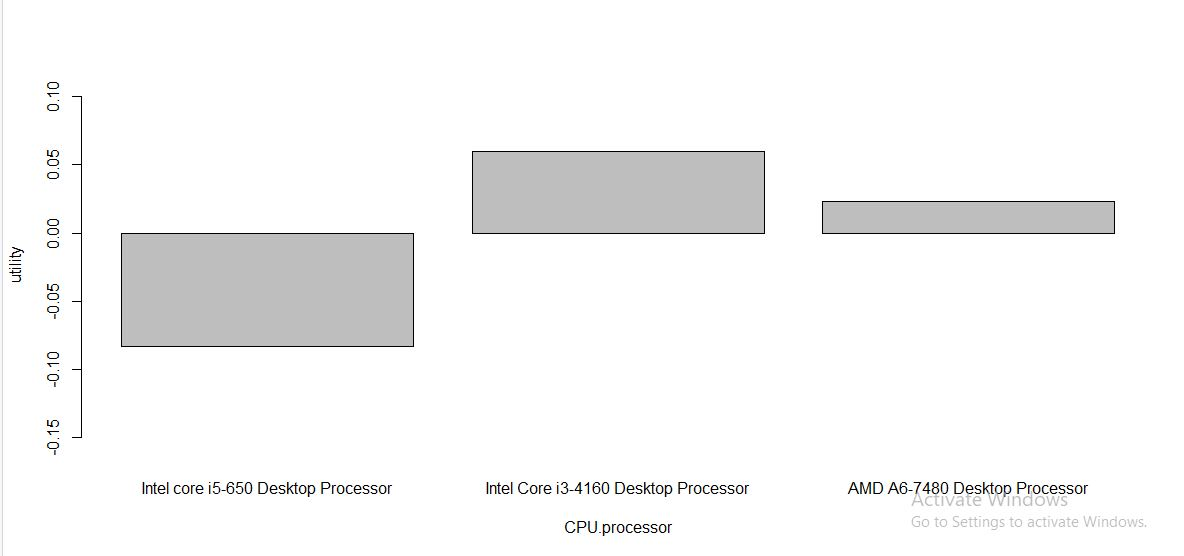 0.10
0.05
0.00
-0.05
-0.10
-0.15
utility
Intel core i5-650 Desktop Processor
Intel Core i3-4160 Desktop Processor
AMD A6-7480 Desktop Processor
CPU.processor
Activate Windows
Go to Settings to activate Windows.